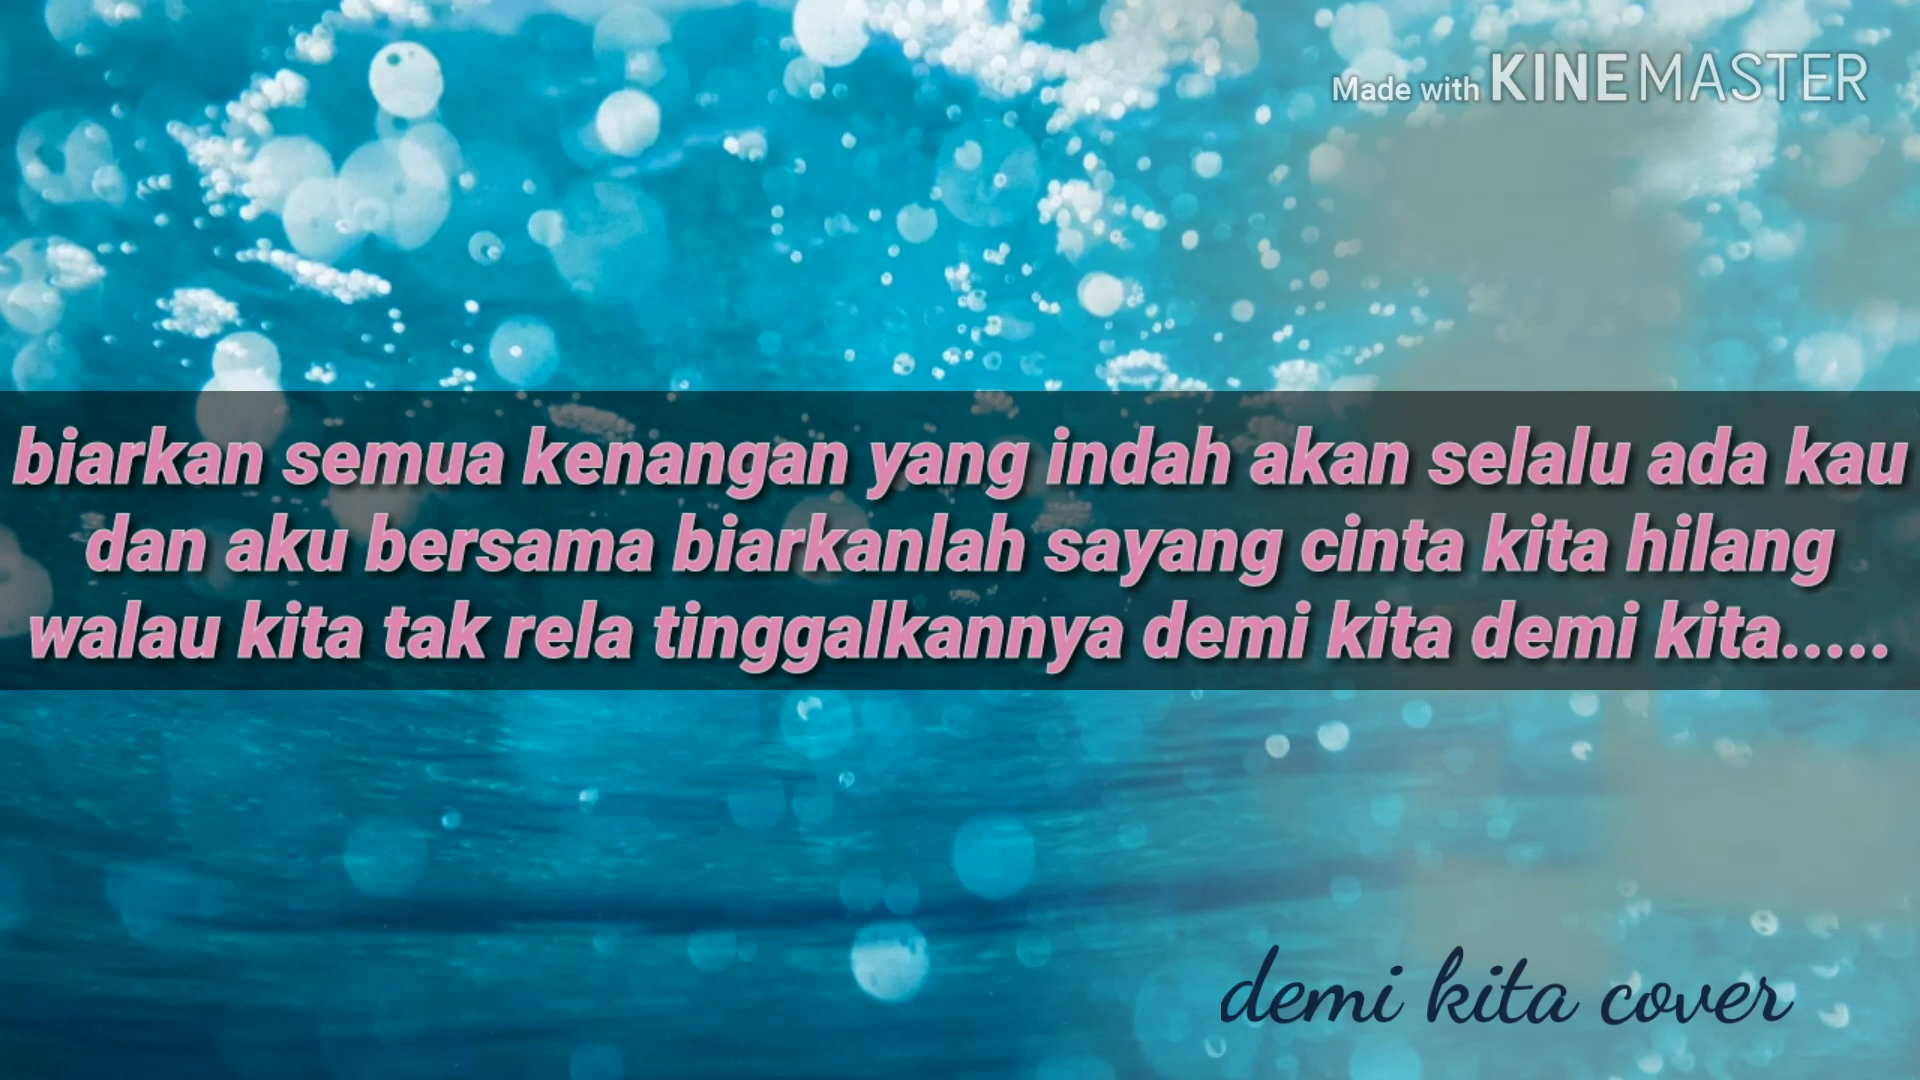 Made with KINEMASTER
biarkan semua kenangan yang indah akan selalu ada kau
dan aku bersama biarkanlah sayang cinta kita hilang
walau kita tak rela tinggalkannya demi kita demi kita.....
demi kita cover